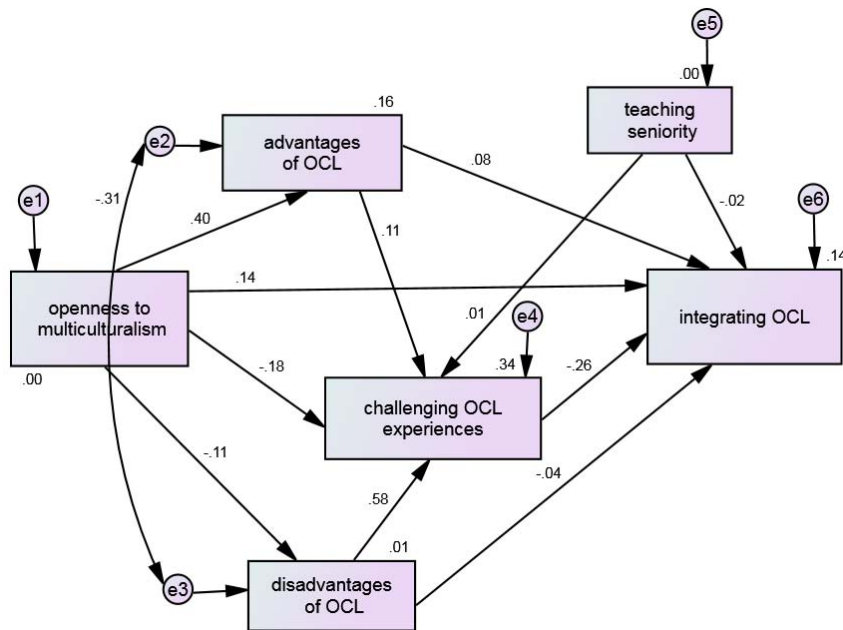 e5
.00
teaching
seniority
.16
e2
advantages
of OCL
.08
-.31
e1
.40
.11
-.02
e6
.14
.14
openness to
multiculturalism
integrating OCL
.01
e4
-.18
.34
-.26
.00
challenging OCL
experiences
-.11
-.04
.58
.01
e3
disadvantages
of OCL